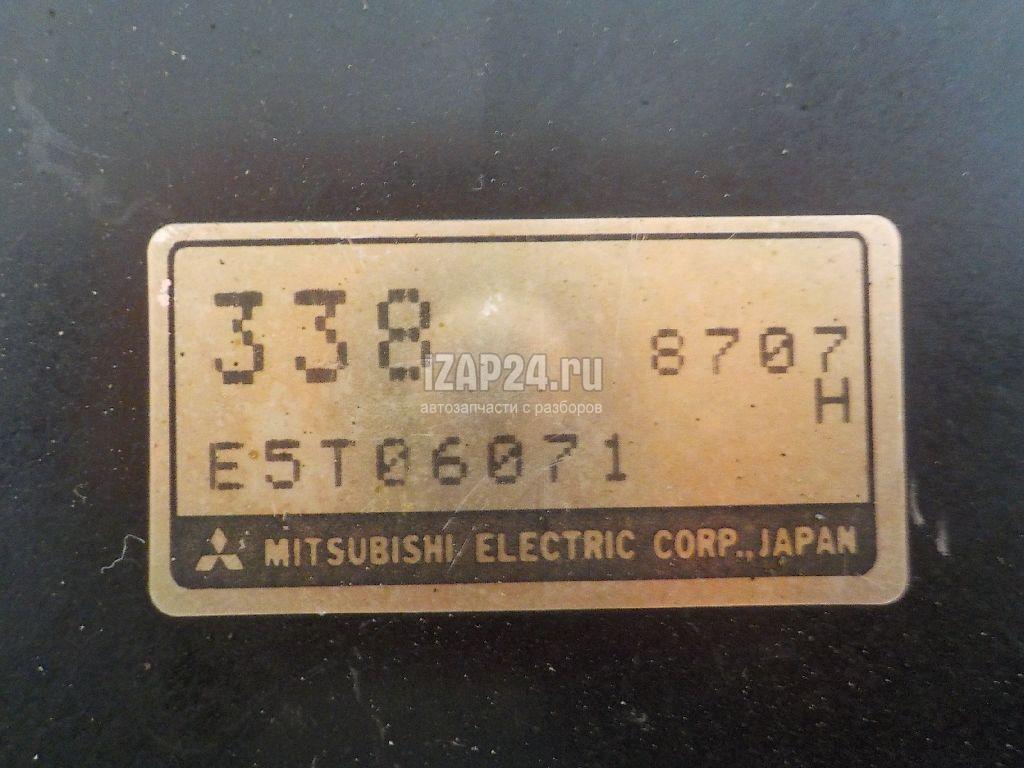 338
8707
H
iZAP24.ru
автозапчасти с разборов
E5T06071
MITSUBISHI ELECTRIC CORP., JAPAN